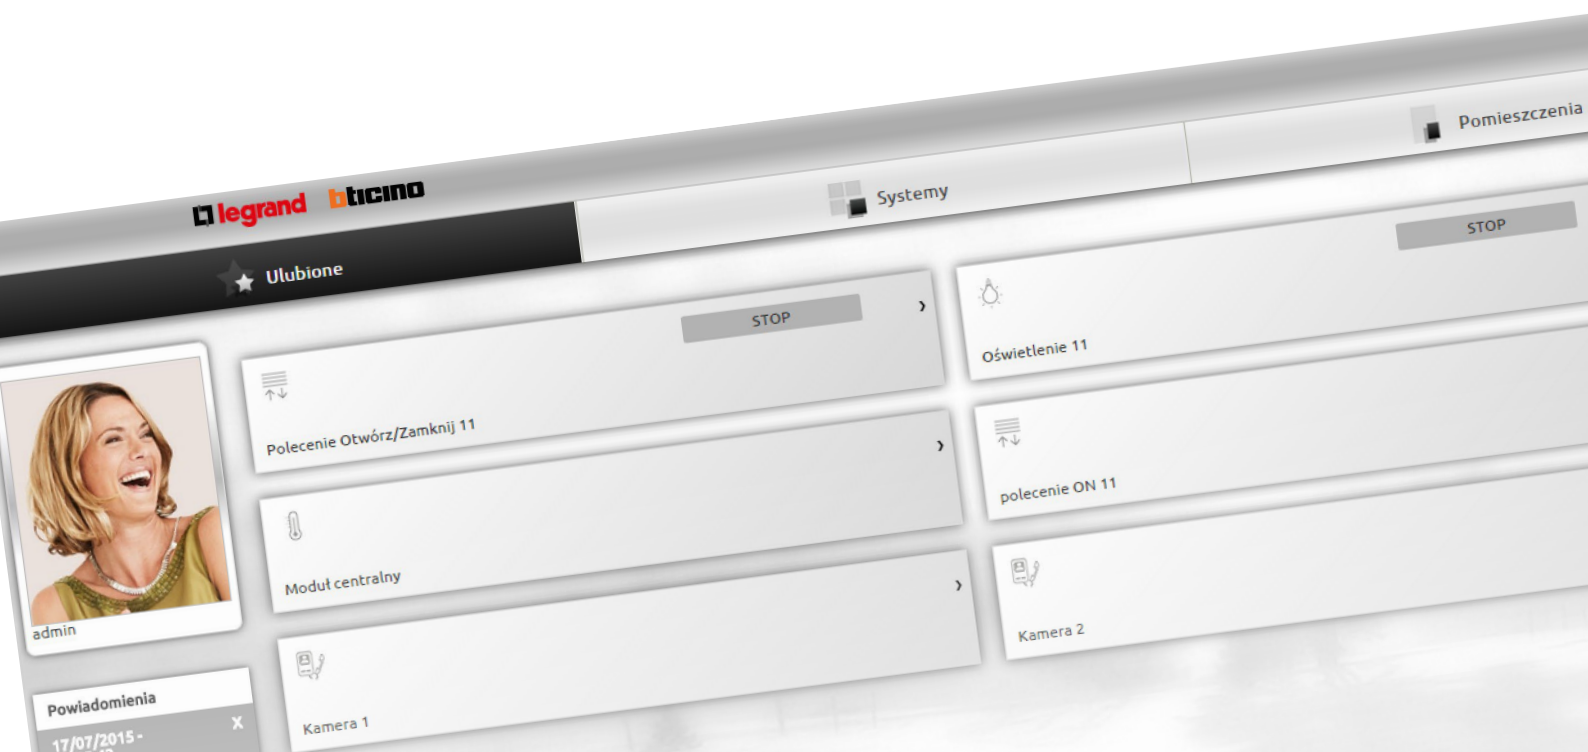 legrand bticino
Ulubione
Systemy
Pomieszczenia
admin
Powiadomienia
17/07/2015 -
X
STOP
Polecenie Otwórz/Zamknij 11
STOP
Oświetlenie 11
Moduł centralny
polecenie ON 11
Kamera 1
Kamera 2